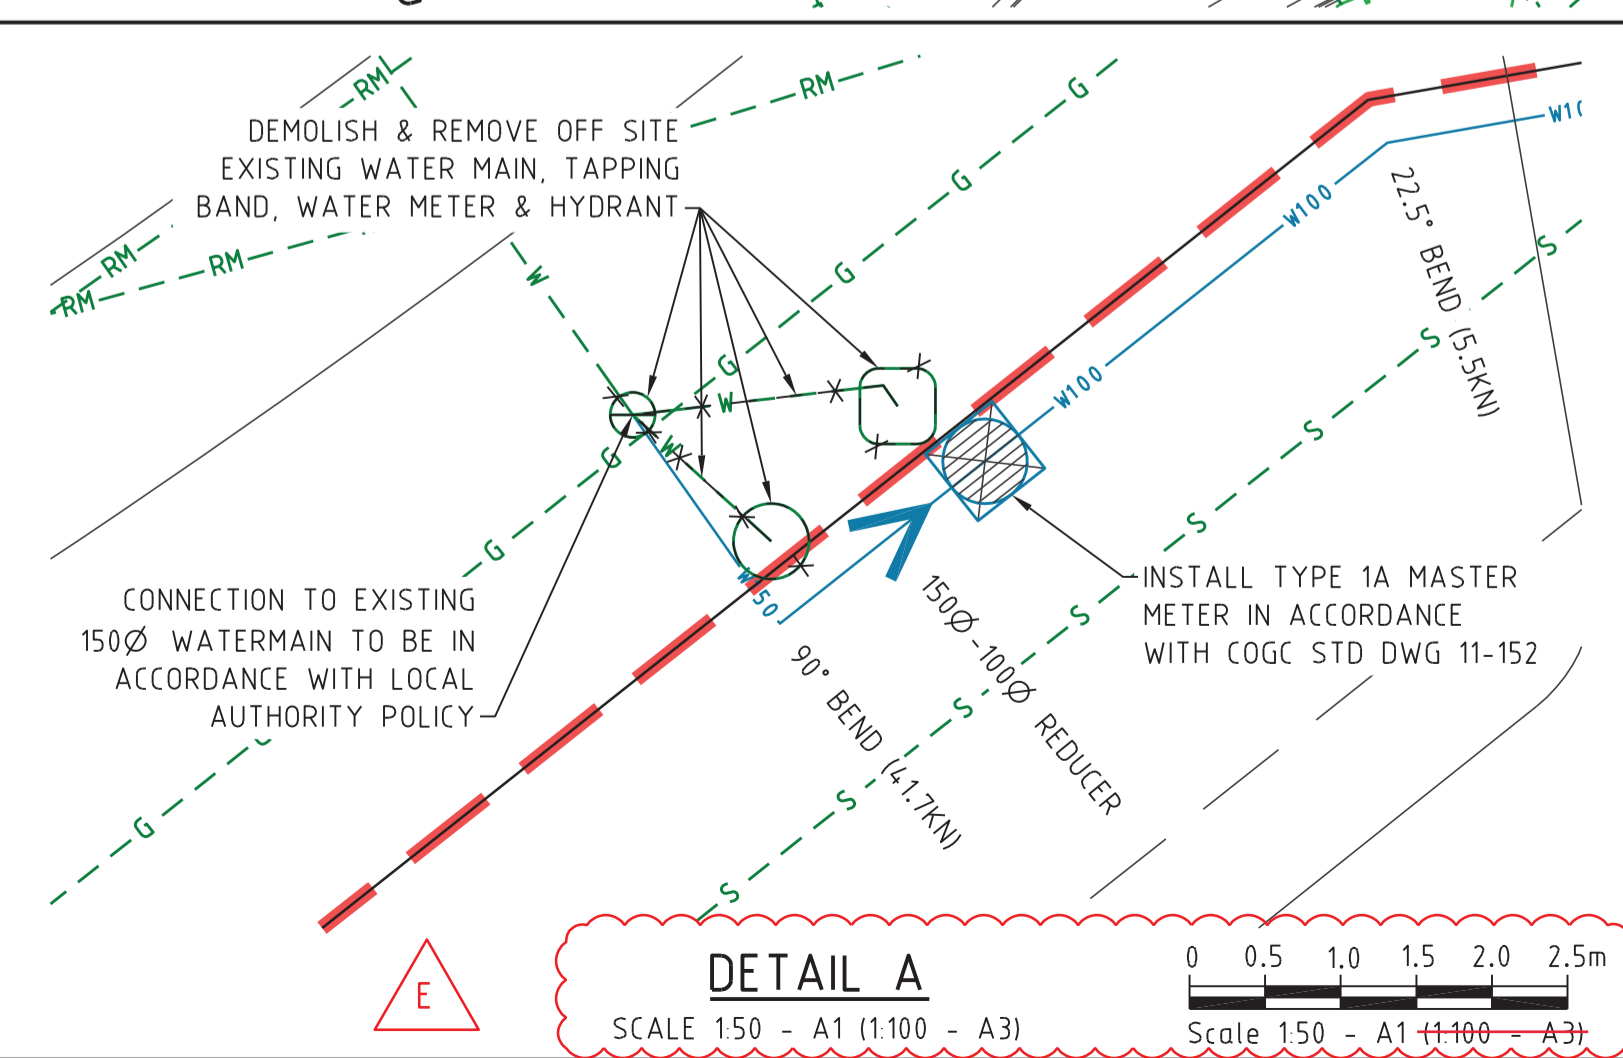 RM
RM
G
DEMOLISH & REMOVE OFF SITE
EXISTING WATER MAIN, TAPPING
BAND, WATER METER & HYDRANT
W100
G
W100
22.5° BEND (5.5KN)
RM
RM
RM
W
G
S
S
G
W
W
G
W100
S
G
S
CONNECTION TO EXISTING
150Ø WATERMAIN TO BE IN
ACCORDANCE WITH LOCAL
AUTHORITY POLICY
INSTALL TYPE 1A MASTER
METER IN ACCORDANCE
WITH COGC STD DWG 11-152
150Ø-100Ø REDUCER
90° BEND (41.7KN)
S
S
S
G
S
E
DETAIL A
SCALE 1:50 - A1 (1:100 - A3)
0 0.5 1.0 1.5 2.0 2.5m
Scale 1:50 - A1 (1:100 - A3)